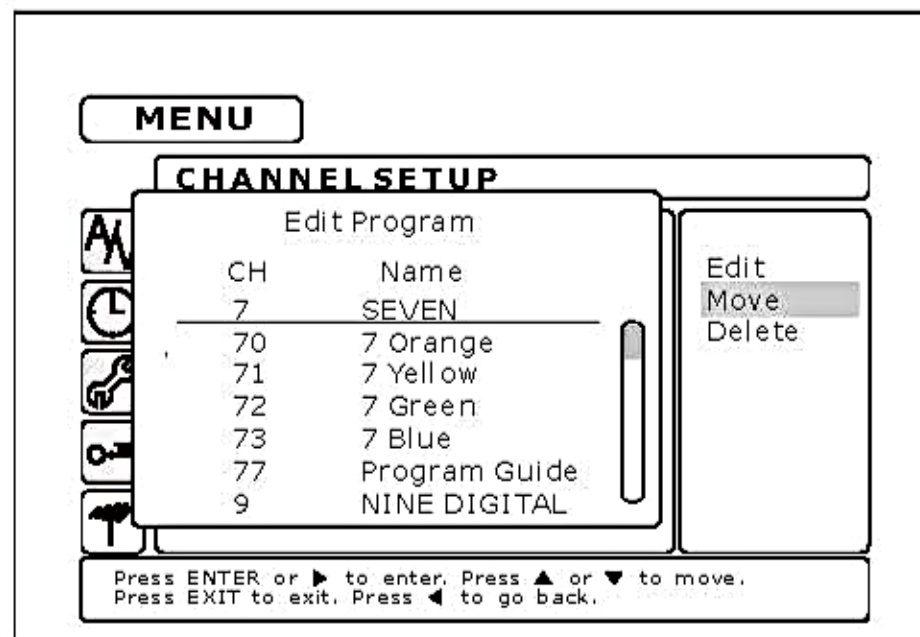 MENU
CHANNEL SETUP
Edit Program
CH Name
7 SEVEN
70 7 Orange
71 7 Yellow
72 7 Green
73 7 Blue
77 Program Guide
9 NINE DIGITAL
Edit
Move
Delete
Press ENTER or ▶ to enter. Press ▲ or ▼ to move.
Press EXIT to exit. Press ◀ to go back.